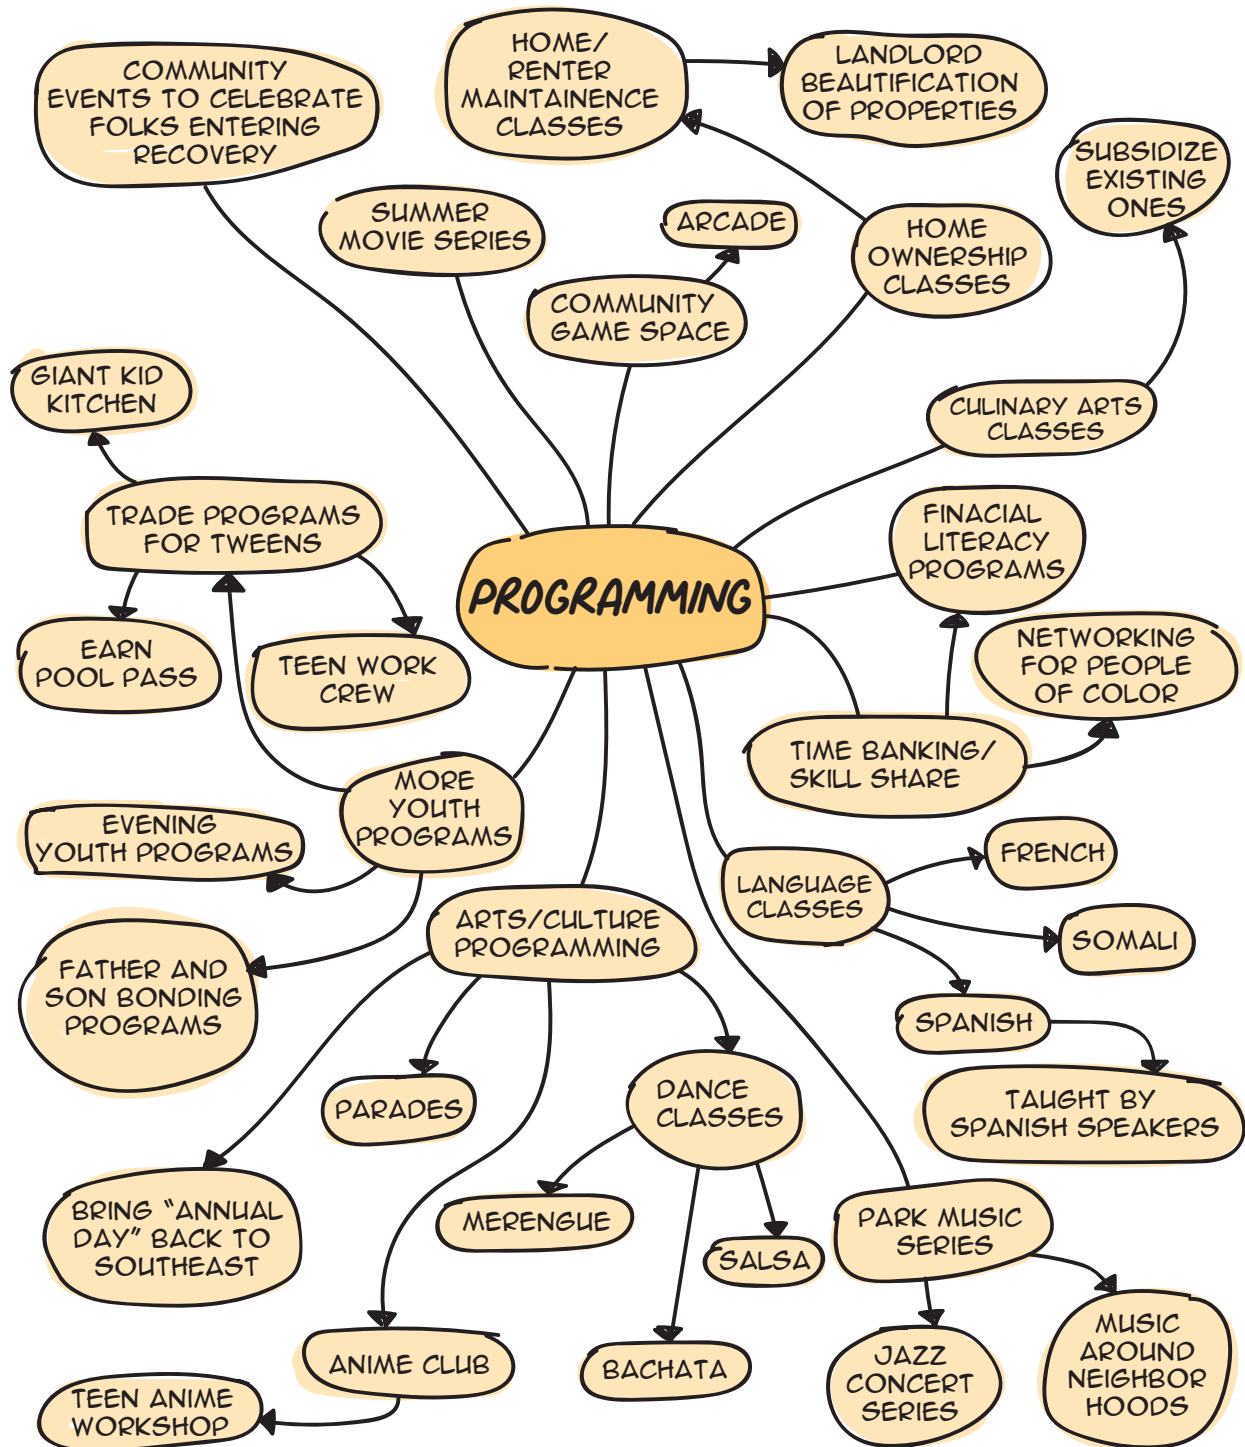 COMMUNITY
EVENTS TO CELEBRATE
FOLKS ENTERING
RECOVERY
HOME/
RENTER
MAINTAINENCE
CLASSES
LANDLORD
BEAUTIFICATION
OF PROPERTIES
SUBSIDIZE
EXISTING
ONES
SUMMER
MOVIE SERIES
ARCADE
HOME
OWNERSHIP
CLASSES
COMMUNITY
GAME SPACE
GIANT KID
KITCHEN
CULINARY ARTS
CLASSES
TRADE PROGRAMS
FOR TWEENS
FINACIAL
LITERACY
PROGRAMS
PROGRAMMING
EARN
POOL PASS
TEEN WORK
CREW
NETWORKING
FOR PEOPLE
OF COLOR
TIME BANKING/
SKILL SHARE
MORE
YOUTH
PROGRAMS
EVENING
YOUTH PROGRAMS
FRENCH
LANGUAGE
CLASSES
ARTS/CULTURE
PROGRAMMING
SOMALI
FATHER AND
SON BONDING
PROGRAMS
SPANISH
PARADES
DANCE
CLASSES
TAUGHT BY
SPANISH SPEAKERS
BRING “ANNUAL
DAY” BACK TO
SOUTHEAST
MERENGUE
SALSA
PARK MUSIC
SERIES
ANIME CLUB
BACHATA
JAZZ
CONCERT
SERIES
MUSIC
AROUND
NEIGHBOR
HOODS
TEEN ANIME
WORKSHOP